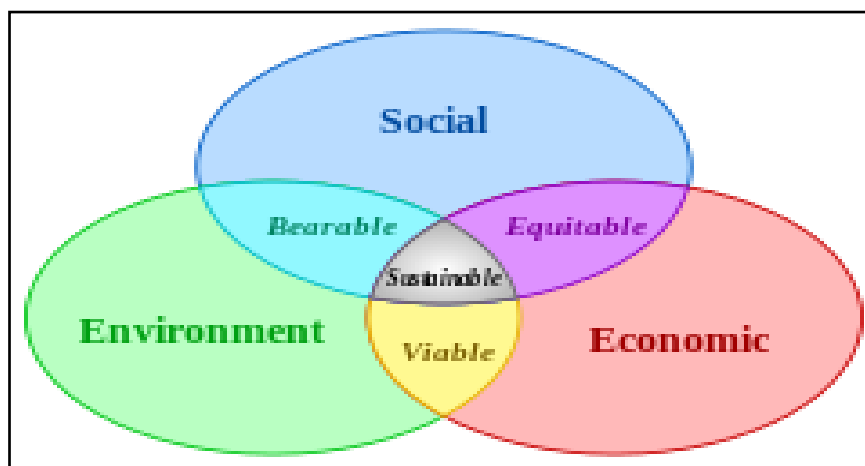 Social
Bearable
Equitable
Sustainable
Environment
Economic
Viable